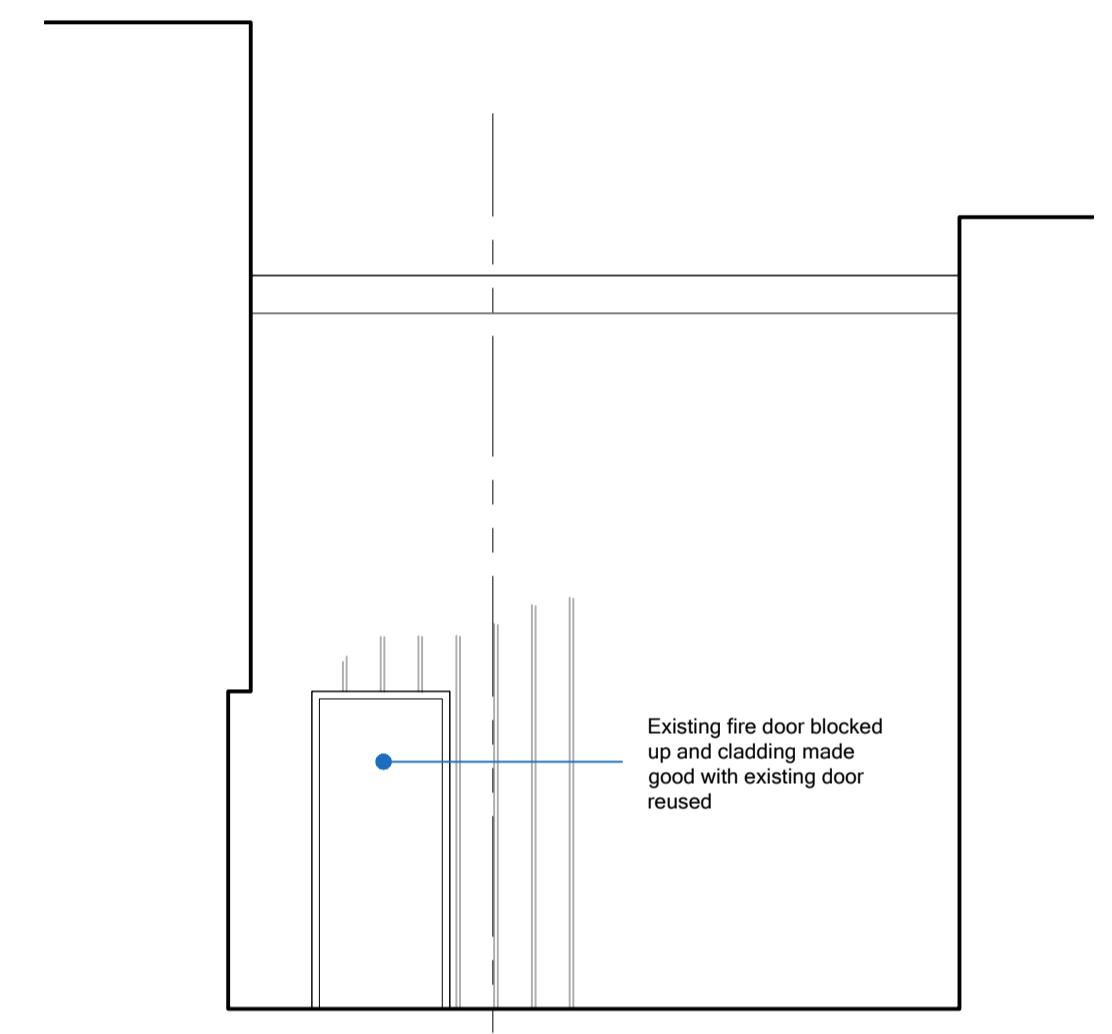 Existing fire door blocked
up and cladding made
good with existing door
reused